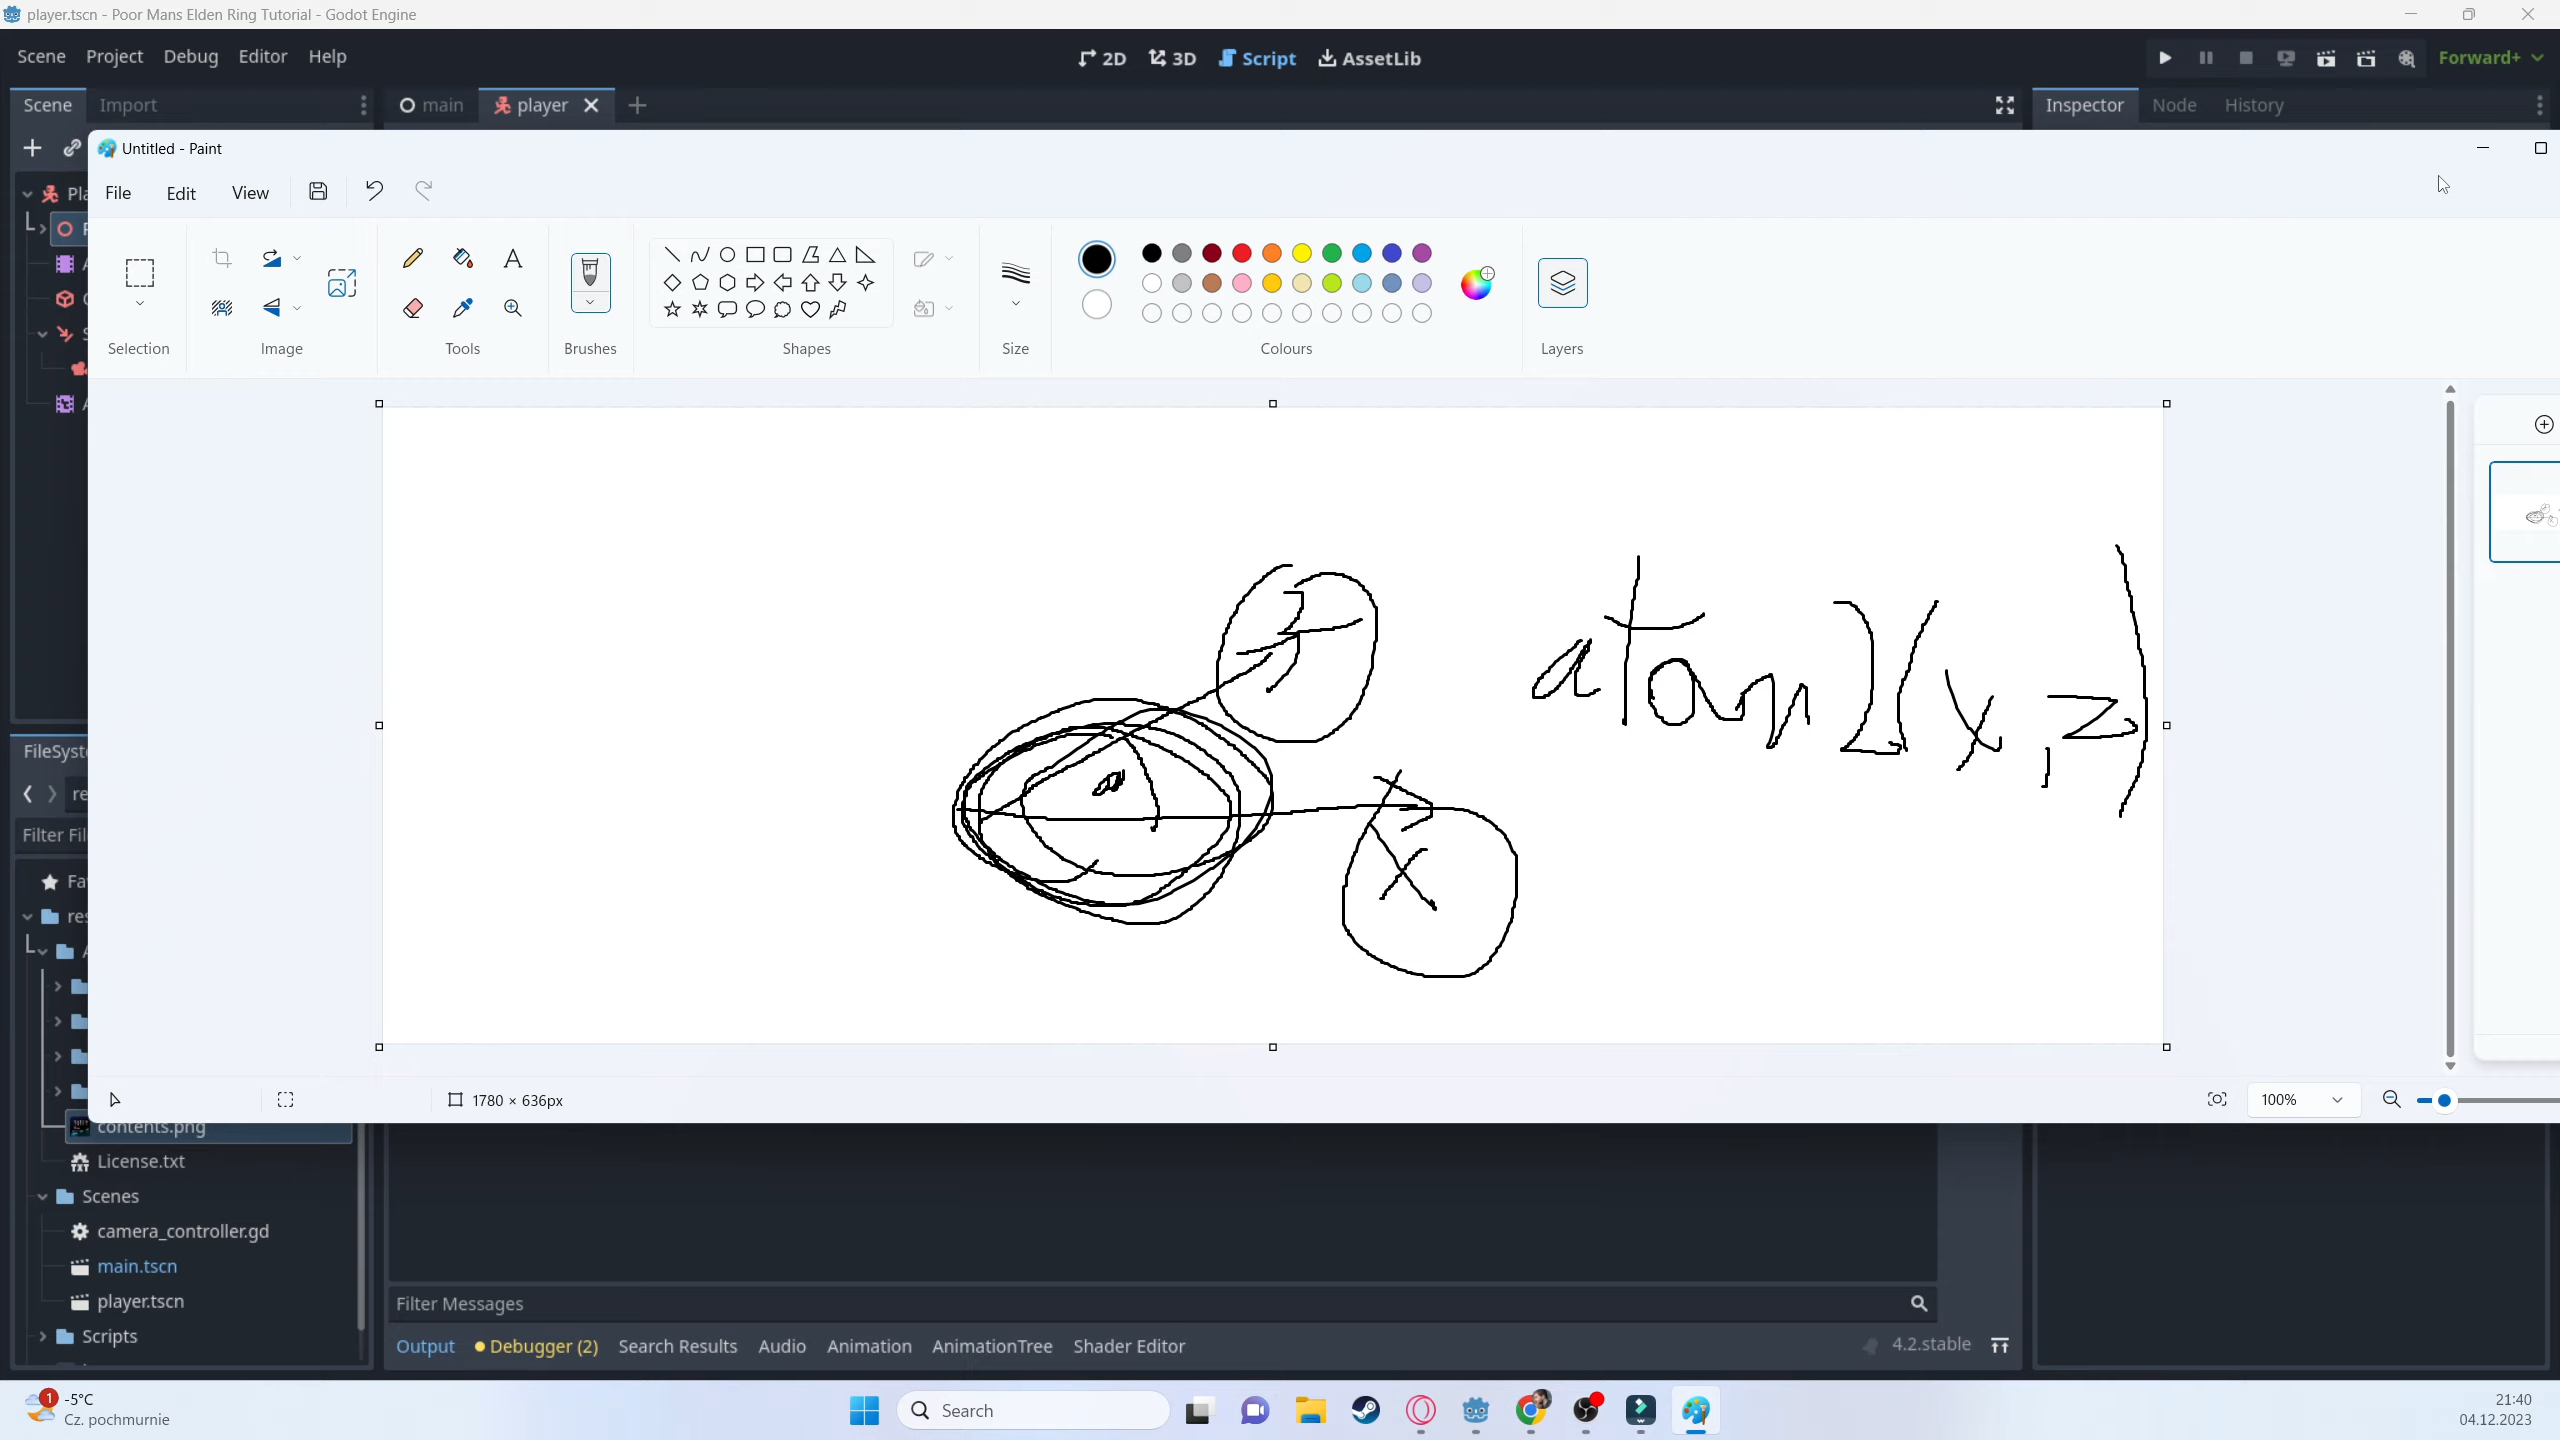 player.tscn - Poor Mans Elden Ring Tutorial - Godot Engine
Scene Project Debug Editor Help
2D 3D Script AssetLib
Forward+
Scene Import
main player
Inspector Node History
Untitled - Paint
File Edit View
Selection Image Tools Brushes Shapes Size Colours Layers
z
a
x
atan2(x,z)
FileSyst
re
Filter Fil
Fa
res
1780 × 636px
100%
contents.png
License.txt
Scenes
camera_controller.gd
main.tscn
player.tscn
Scripts
Filter Messages
Output Debugger (2) Search Results Audio Animation AnimationTree Shader Editor
4.2.stable
1
-5°C
Cz. pochmurnie
Search
21:40
04.12.2023